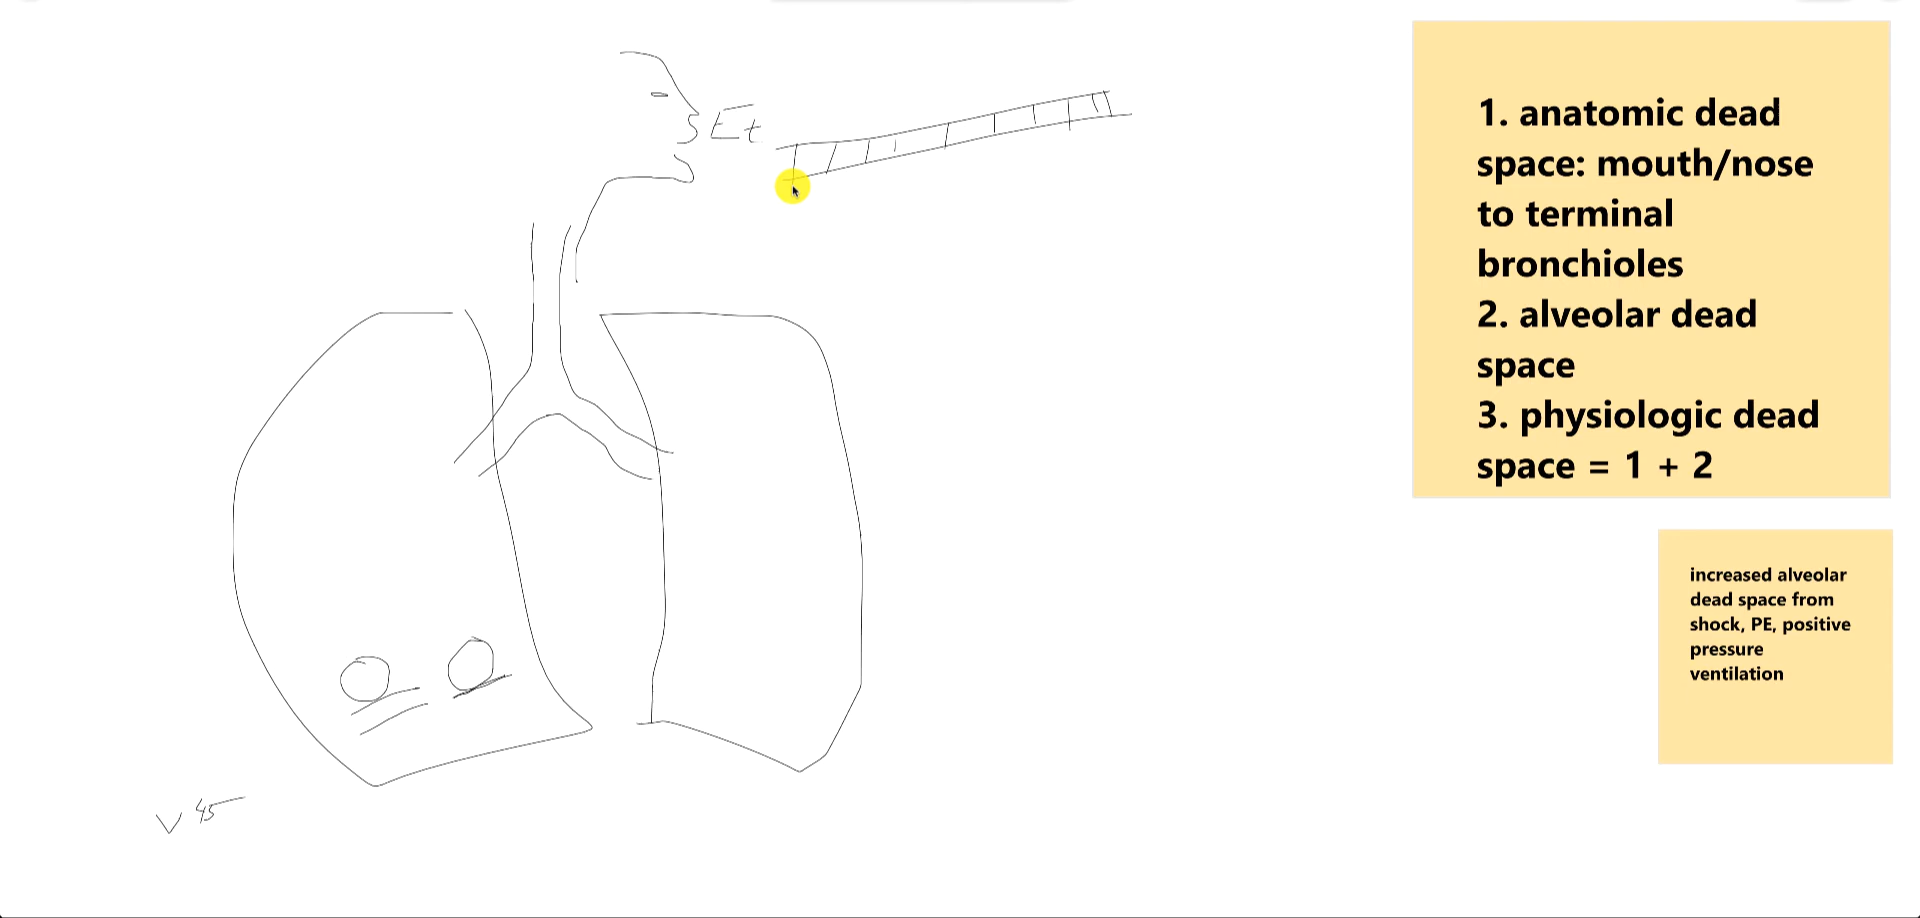 Et
1. anatomic dead
space: mouth/nose
to terminal
bronchioles
2. alveolar dead
space
3. physiologic dead
space = 1 + 2
increased alveolar
dead space from
shock, PE, positive
pressure
ventilation
V 45